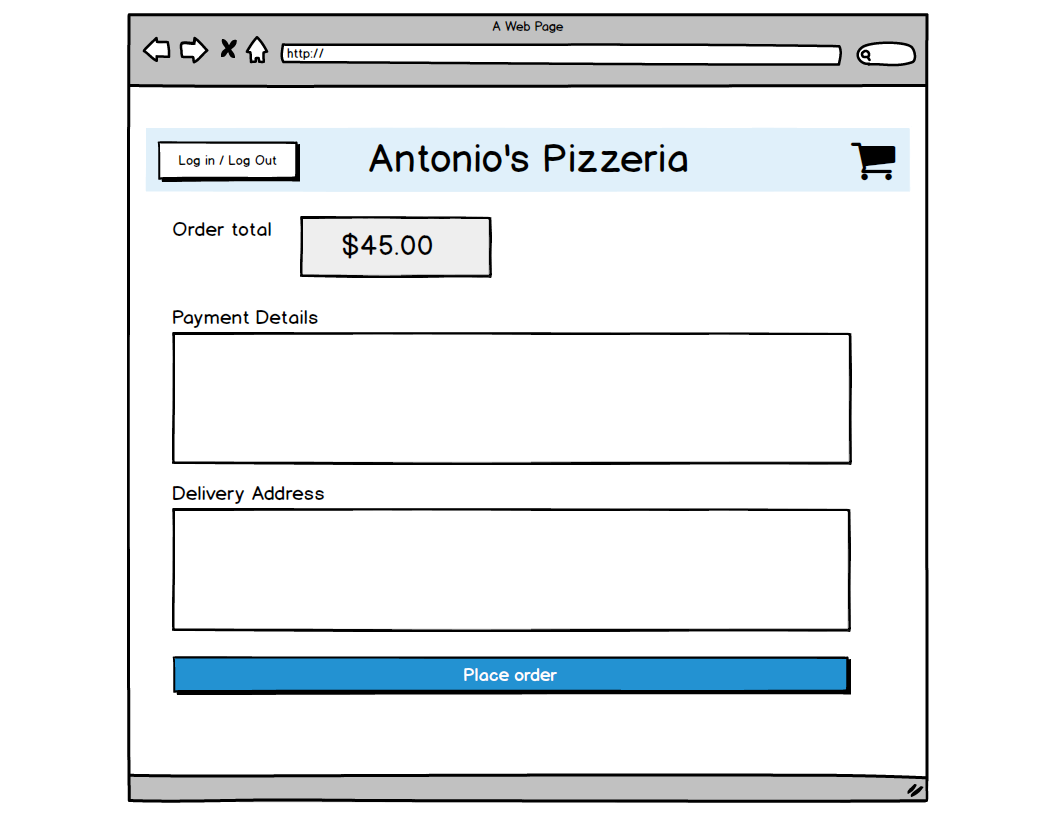 A Web Page
http://
Log in / Log Out
Antonio's Pizzeria
Order total
$45.00
Payment Details
Delivery Address
Place order